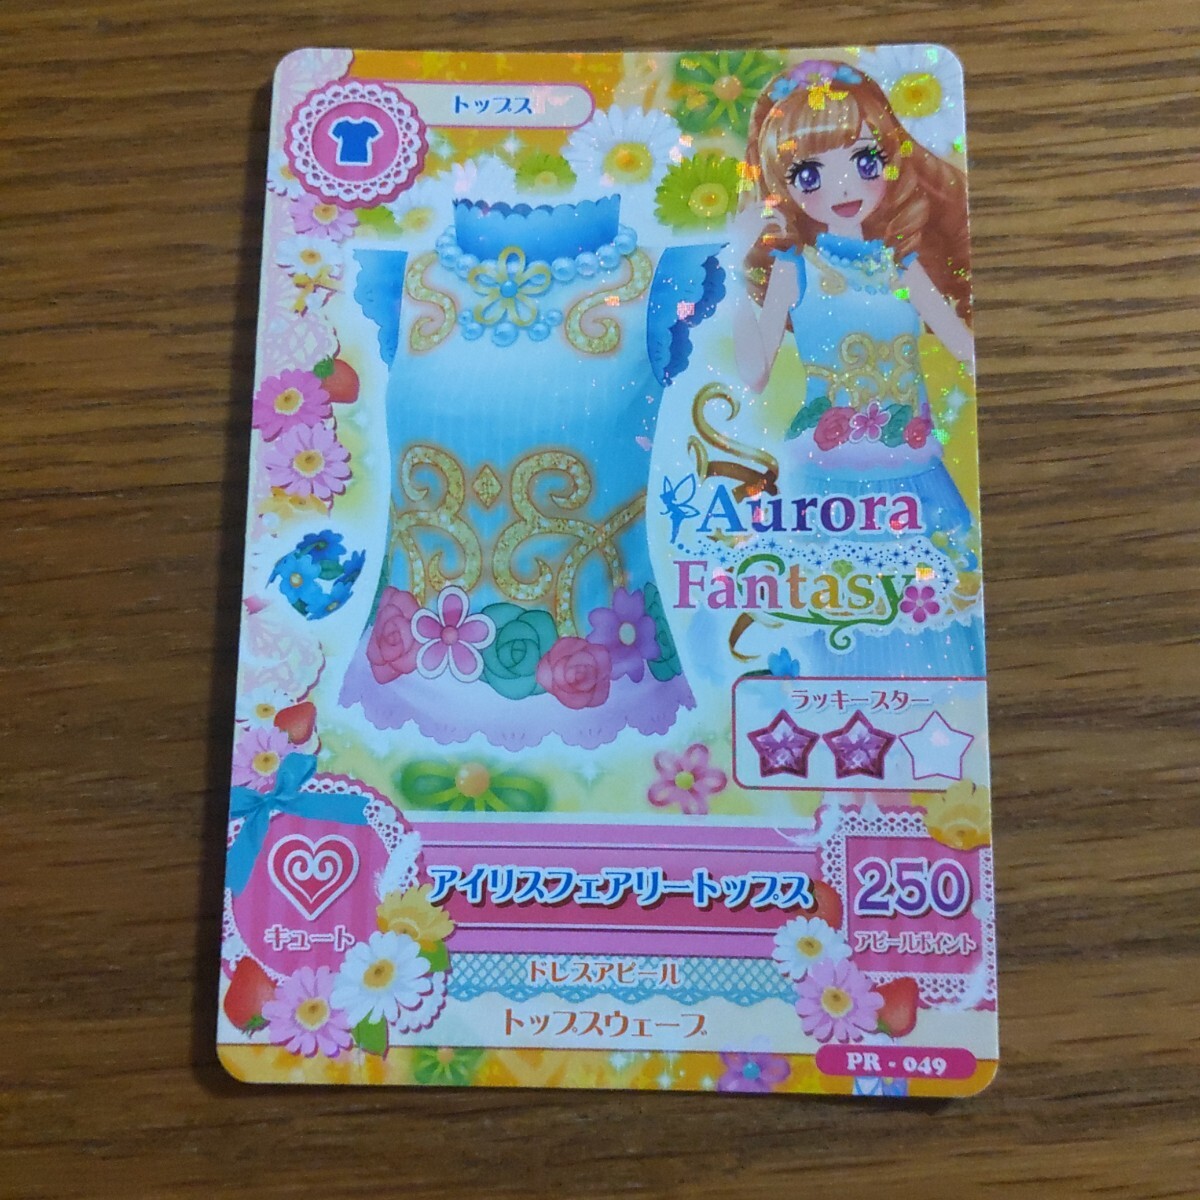 トップス
Aurora
Fantasy
ラッキースター
アイリスフェアリートップス
250
アピールポイント
キュート
ドレスアピール
トップスウェーブ
PR - 049